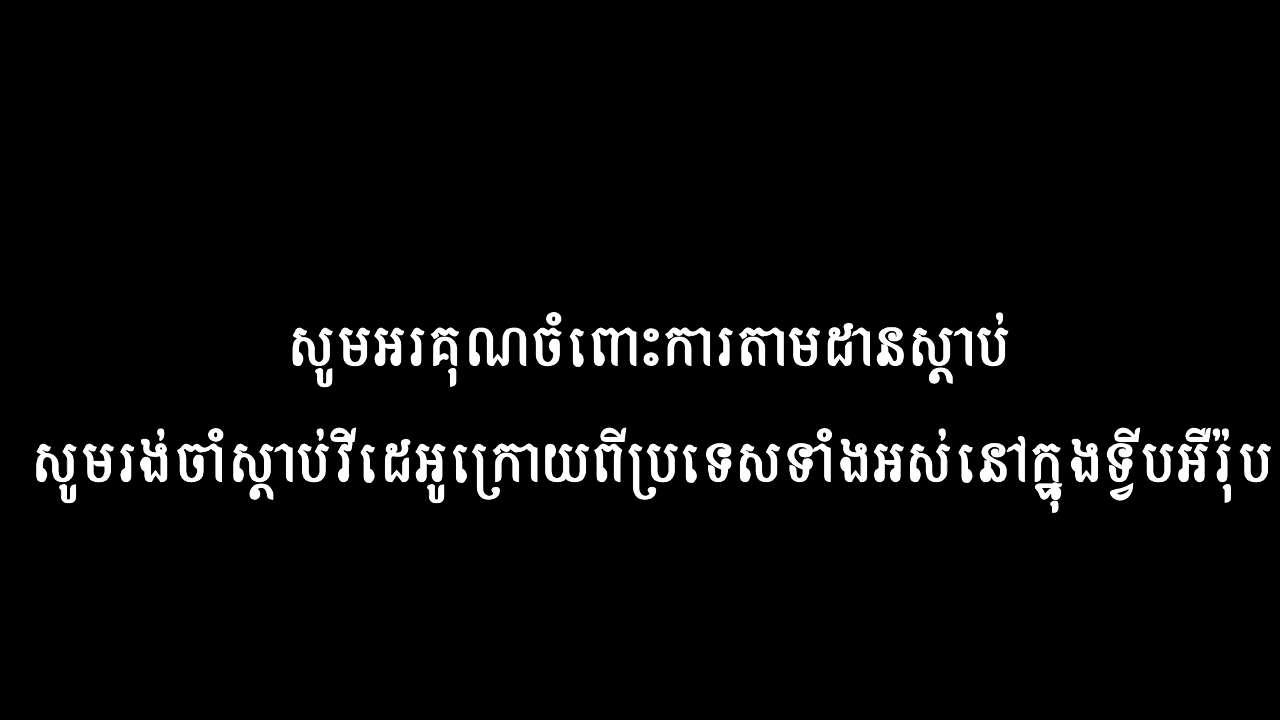 សូមអរគុណចំពោះការតាមដានស្ដាប់
សូមរង់ចាំស្ដាប់វីដេអូក្រោយពីប្រទេសទាំងអស់នៅក្នុងទ្វីបអឺរ៉ុប